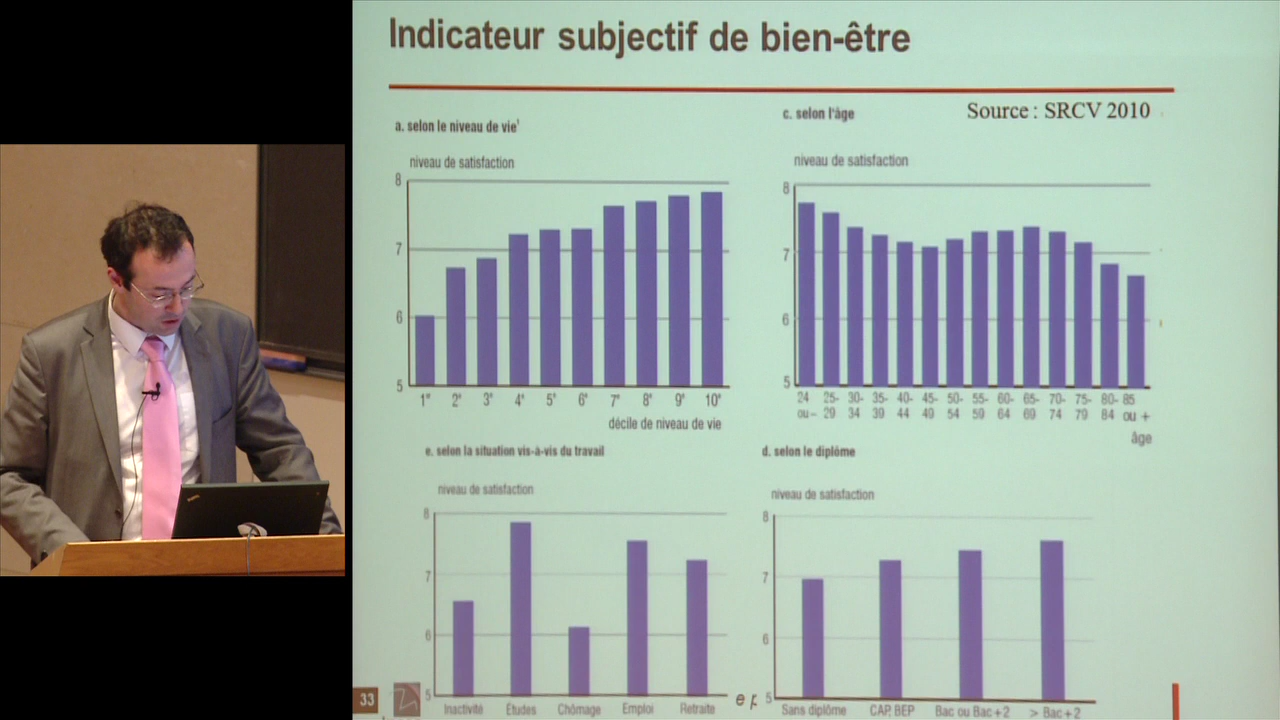 Indicateur subjectif de bien-être
Source : SRCV 2010
a. selon le niveau de vie¹
niveau de satisfaction
8
7
6
5
1ᵉ 2ᵉ 3ᵉ 4ᵉ 5ᵉ 6ᵉ 7ᵉ 8ᵉ 9ᵉ 10ᵉ
décile de niveau de vie
c. selon l'âge
niveau de satisfaction
8
7
6
5
24 25- 30- 35- 40- 45- 50- 55- 60- 65- 70- 75- 80- 85
ou – 29 34 39 44 49 54 59 64 69 74 79 84 ou +
âge
e. selon la situation vis-à-vis du travail
niveau de satisfaction
8
7
6
5
Inactivité Études Chômage Emploi Retraite
d. selon le diplôme
niveau de satisfaction
8
7
6
5
Sans diplôme CAP, BEP Bac ou Bac+2 > Bac+2
33